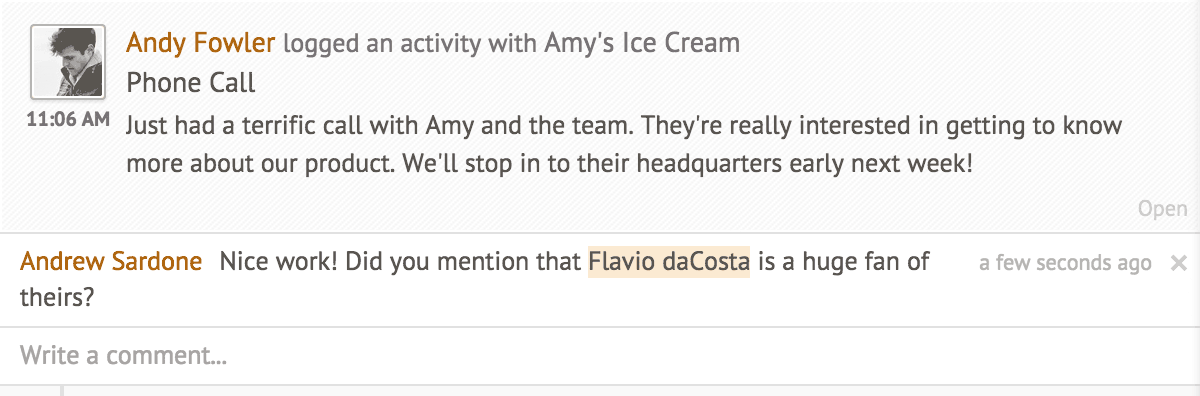 Andy Fowler logged an activity with Amy's Ice Cream
Phone Call
11:06 AM
Just had a terrific call with Amy and the team. They're really interested in getting to know
more about our product. We'll stop in to their headquarters early next week!
Open
Andrew Sardone Nice work! Did you mention that Flavio daCosta is a huge fan of
theirs?
a few seconds ago ×
Write a comment...